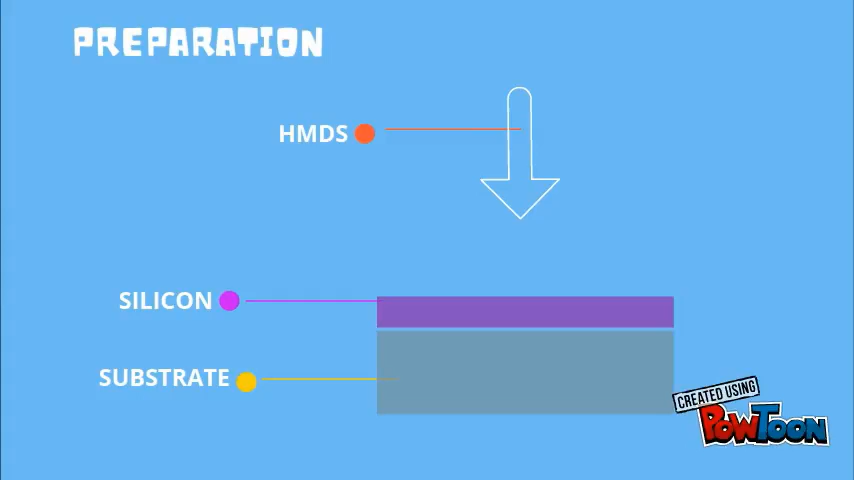 PREPARATION
HMDS
SILICON
SUBSTRATE
CREATED USING
POWTOON